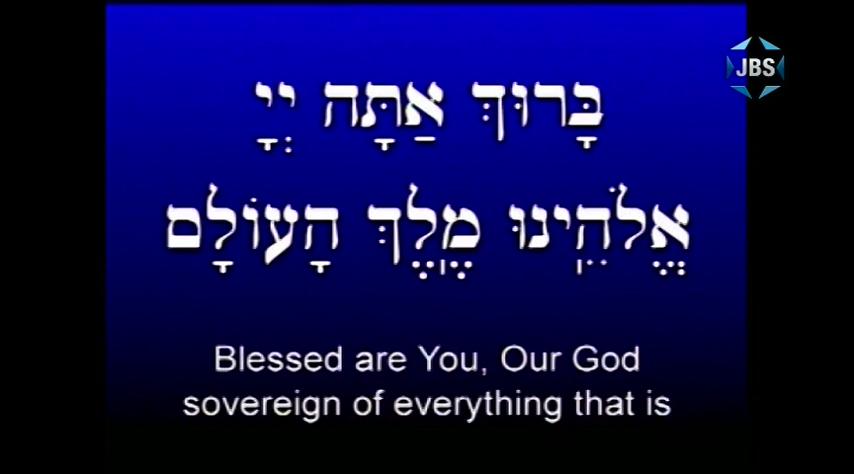 JBS
בָּרוּךְ אַתָּה יְיָ
אֱלֹהֵֽינוּ מֶֽלֶךְ הָעוֹלָם
Blessed are You, Our God
sovereign of everything that is